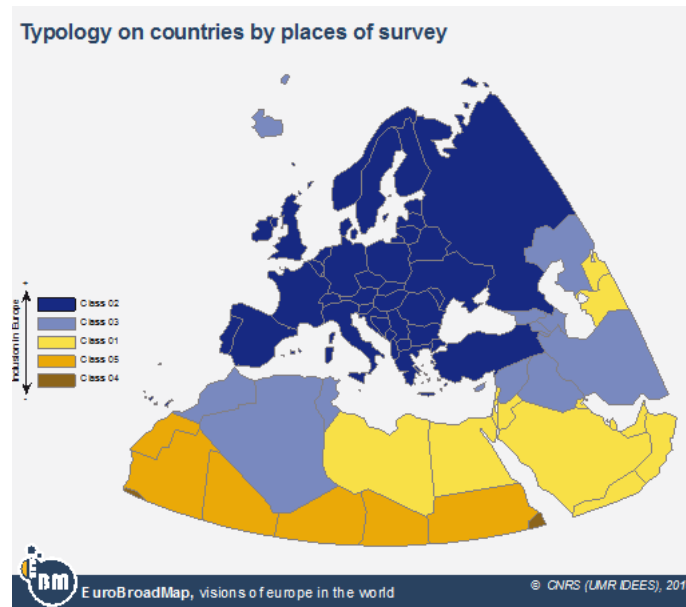 Typology on countries by places of survey
+
Inclusion in Europe
-
Class 02
Class 03
Class 01
Class 05
Class 04
BM
EuroBroadMap, visions of europe in the world
© CNRS (UMR IDEES), 201